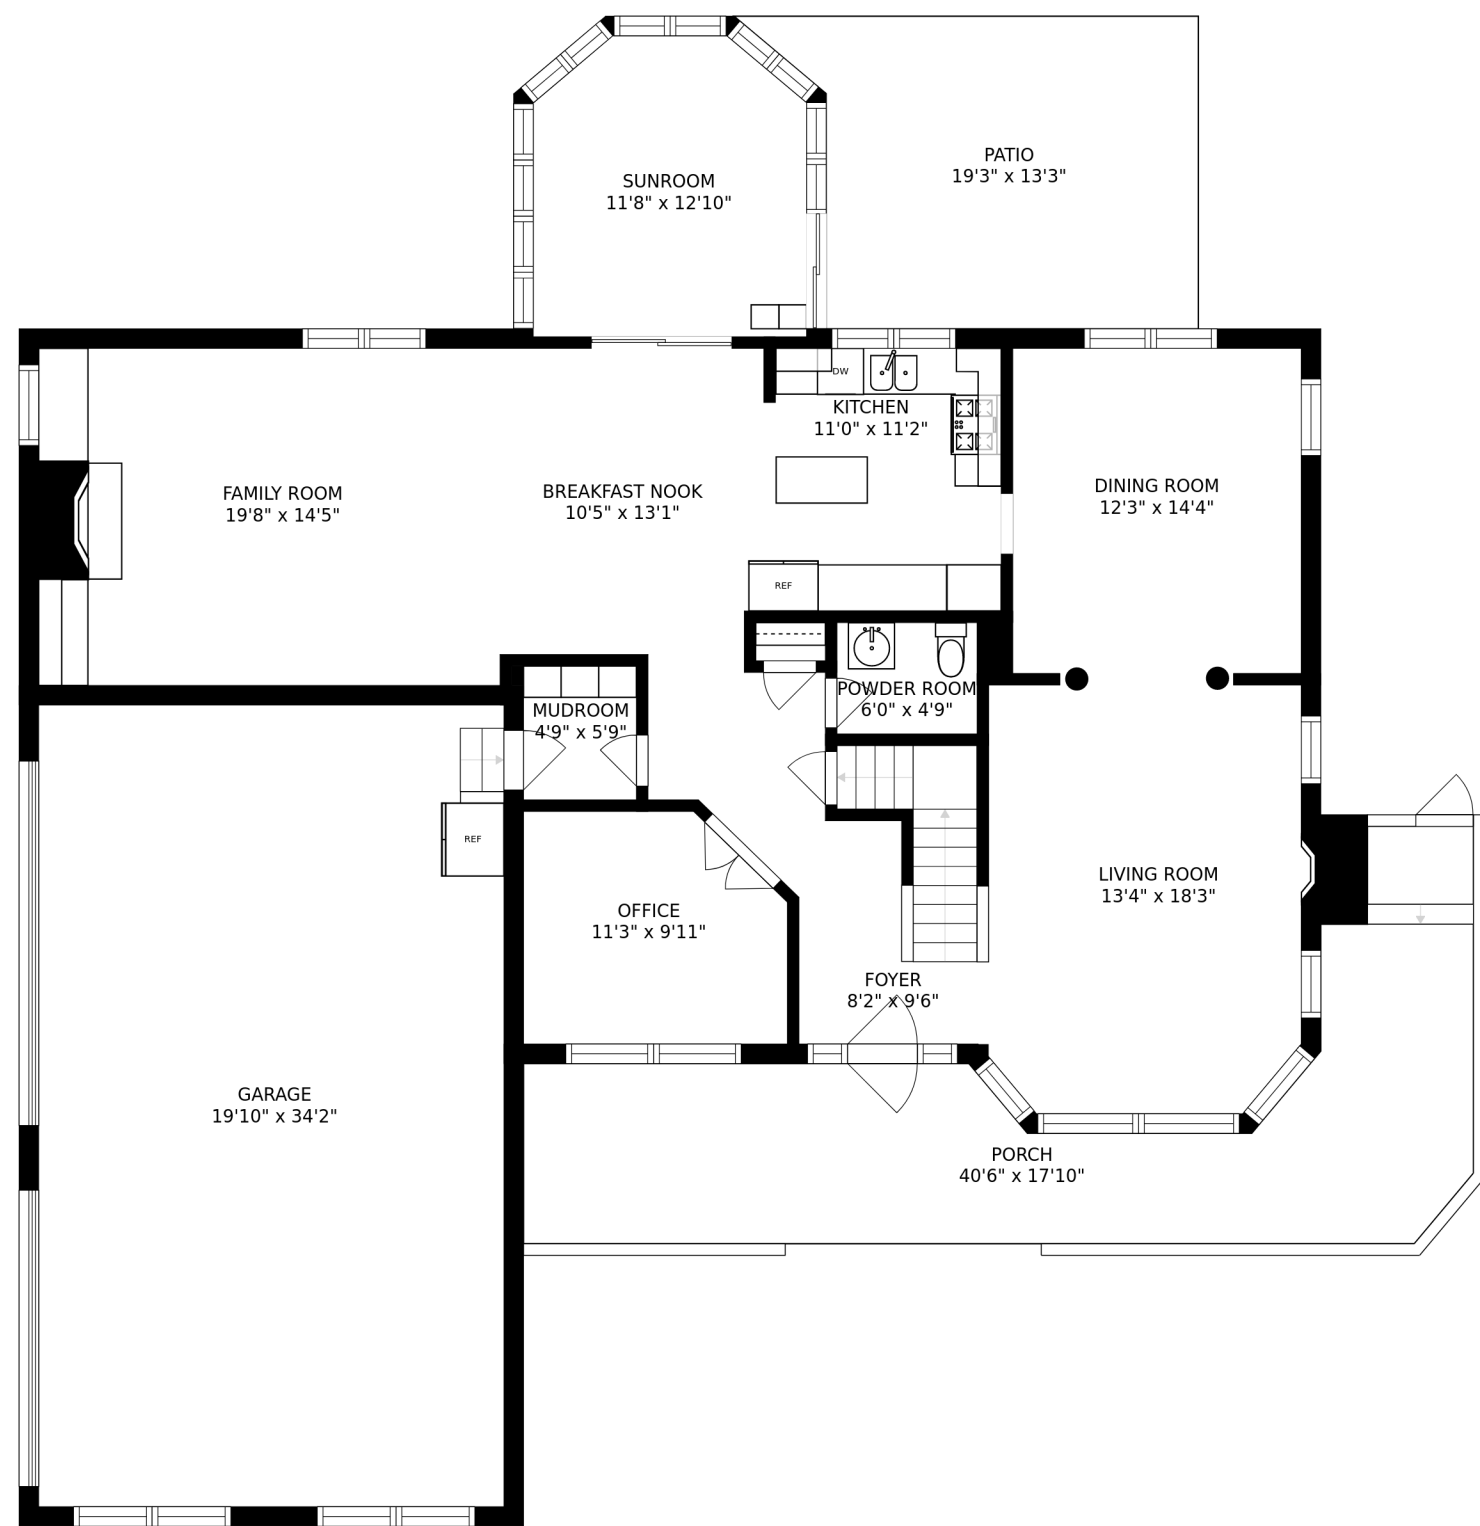 PATIO
19'3" x 13'3"
SUNROOM
11'8" x 12'10"
DW
KITCHEN
11'0" x 11'2"
FAMILY ROOM
19'8" x 14'5"
BREAKFAST NOOK
10'5" x 13'1"
DINING ROOM
12'3" x 14'4"
REF
POWDER ROOM
6'0" x 4'9"
MUDROOM
4'9" x 5'9"
REF
LIVING ROOM
13'4" x 18'3"
OFFICE
11'3" x 9'11"
FOYER
8'2" x 9'6"
GARAGE
19'10" x 34'2"
PORCH
40'6" x 17'10"